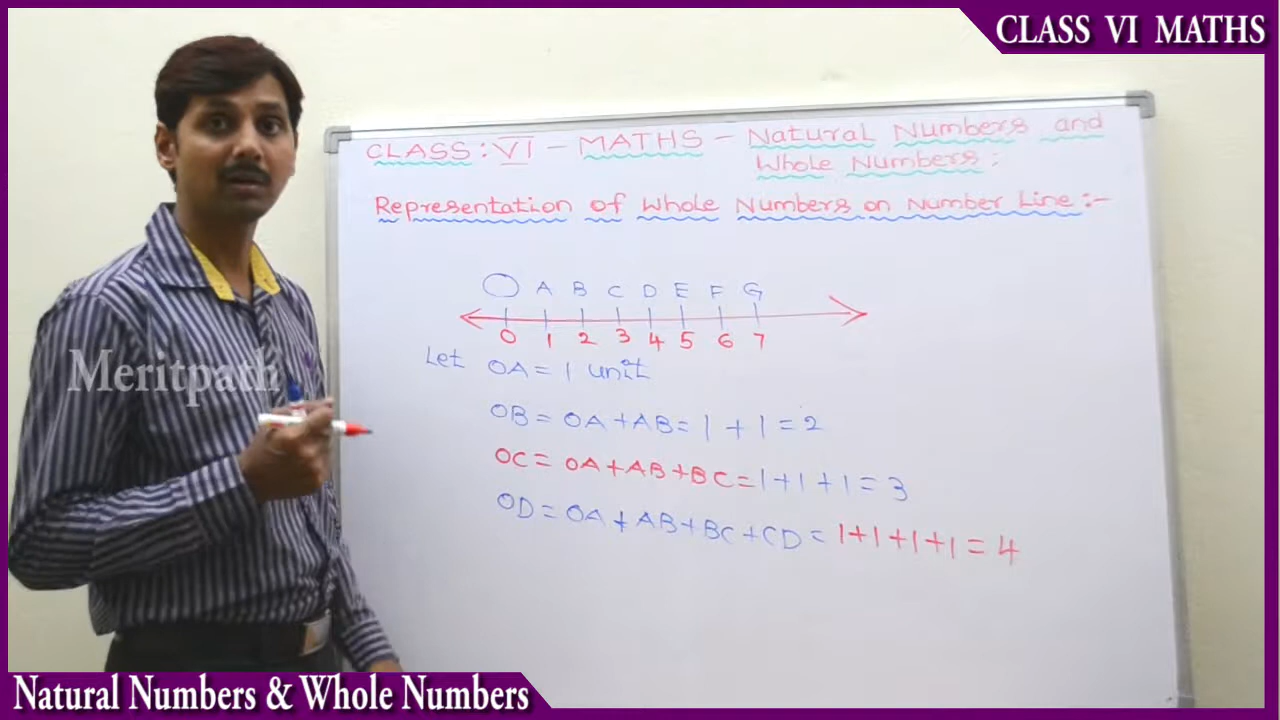 CLASS VI MATHS
CLASS : VI - MATHS - Natural Numbers and
Whole Numbers :
Representation of Whole Numbers on Number Line :-
O A B C D E F G
0 1 2 3 4 5 6 7
Let OA = 1 unit
OB = OA + AB = 1 + 1 = 2
OC = OA + AB + BC = 1 + 1 + 1 = 3
OD = OA + AB + BC + CD = 1 + 1 + 1 + 1 = 4
Meritpath
Natural Numbers & Whole Numbers